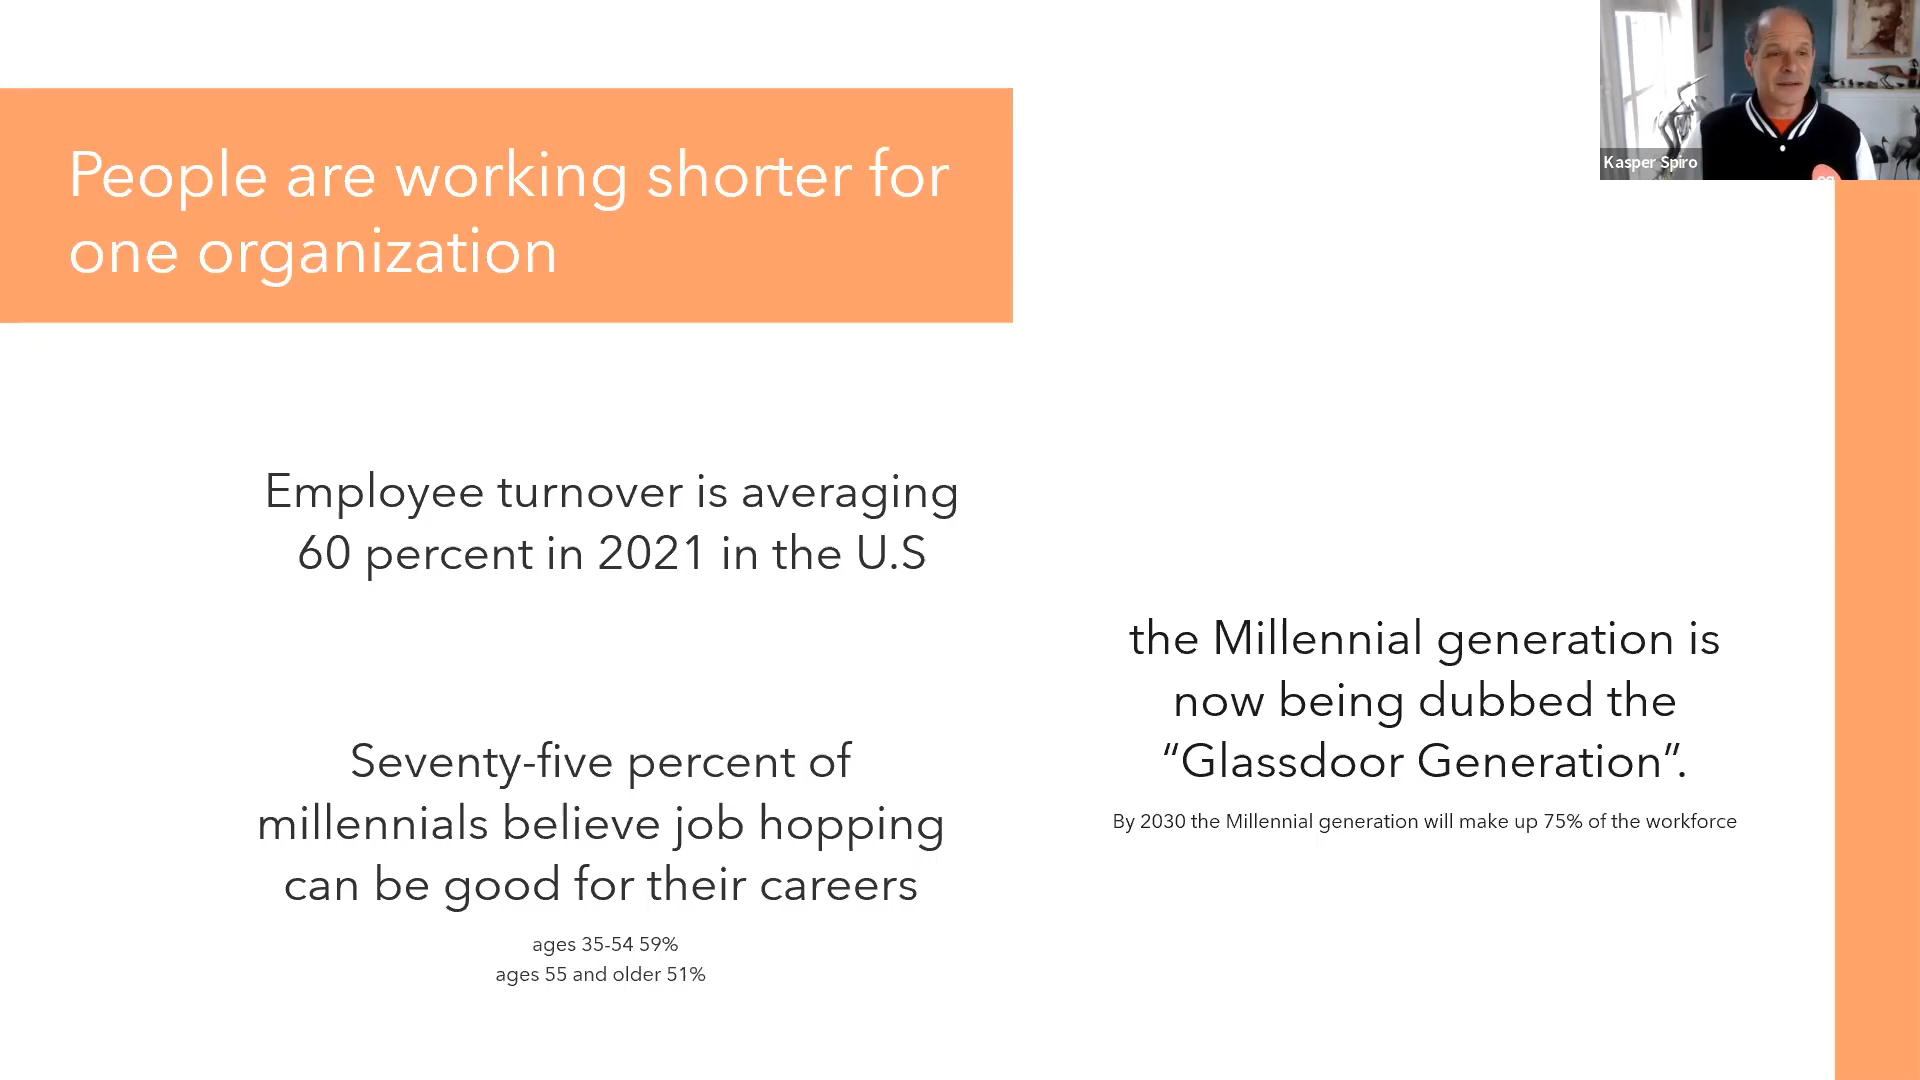 Kasper Spiro
People are working shorter for
one organization
Employee turnover is averaging
60 percent in 2021 in the U.S
Seventy-five percent of
millennials believe job hopping
can be good for their careers
ages 35-54 59%
ages 55 and older 51%
the Millennial generation is
now being dubbed the
“Glassdoor Generation”.
By 2030 the Millennial generation will make up 75% of the workforce